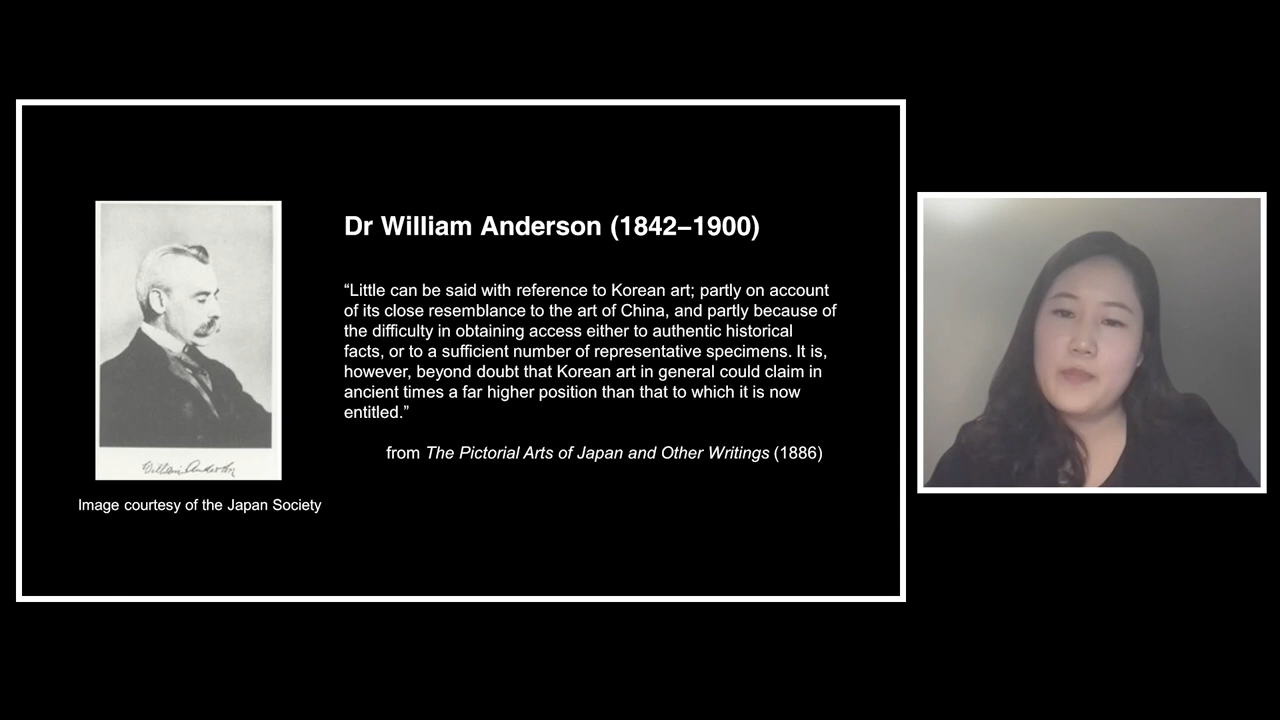 Dr William Anderson (1842–1900)
“Little can be said with reference to Korean art; partly on account
of its close resemblance to the art of China, and partly because of
the difficulty in obtaining access either to authentic historical
facts, or to a sufficient number of representative specimens. It is,
however, beyond doubt that Korean art in general could claim in
ancient times a far higher position than that to which it is now
entitled.”
from The Pictorial Arts of Japan and Other Writings (1886)
William Anderson
Image courtesy of the Japan Society